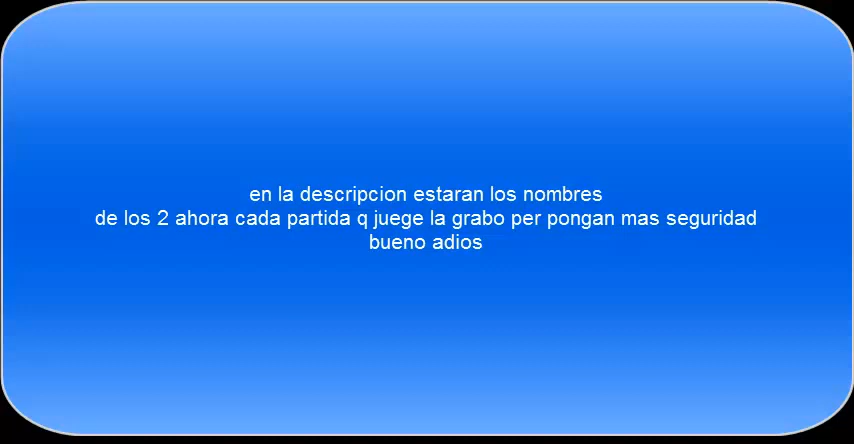 en la descripcion estaran los nombres
de los 2 ahora cada partida q juege la grabo per pongan mas seguridad
bueno adios